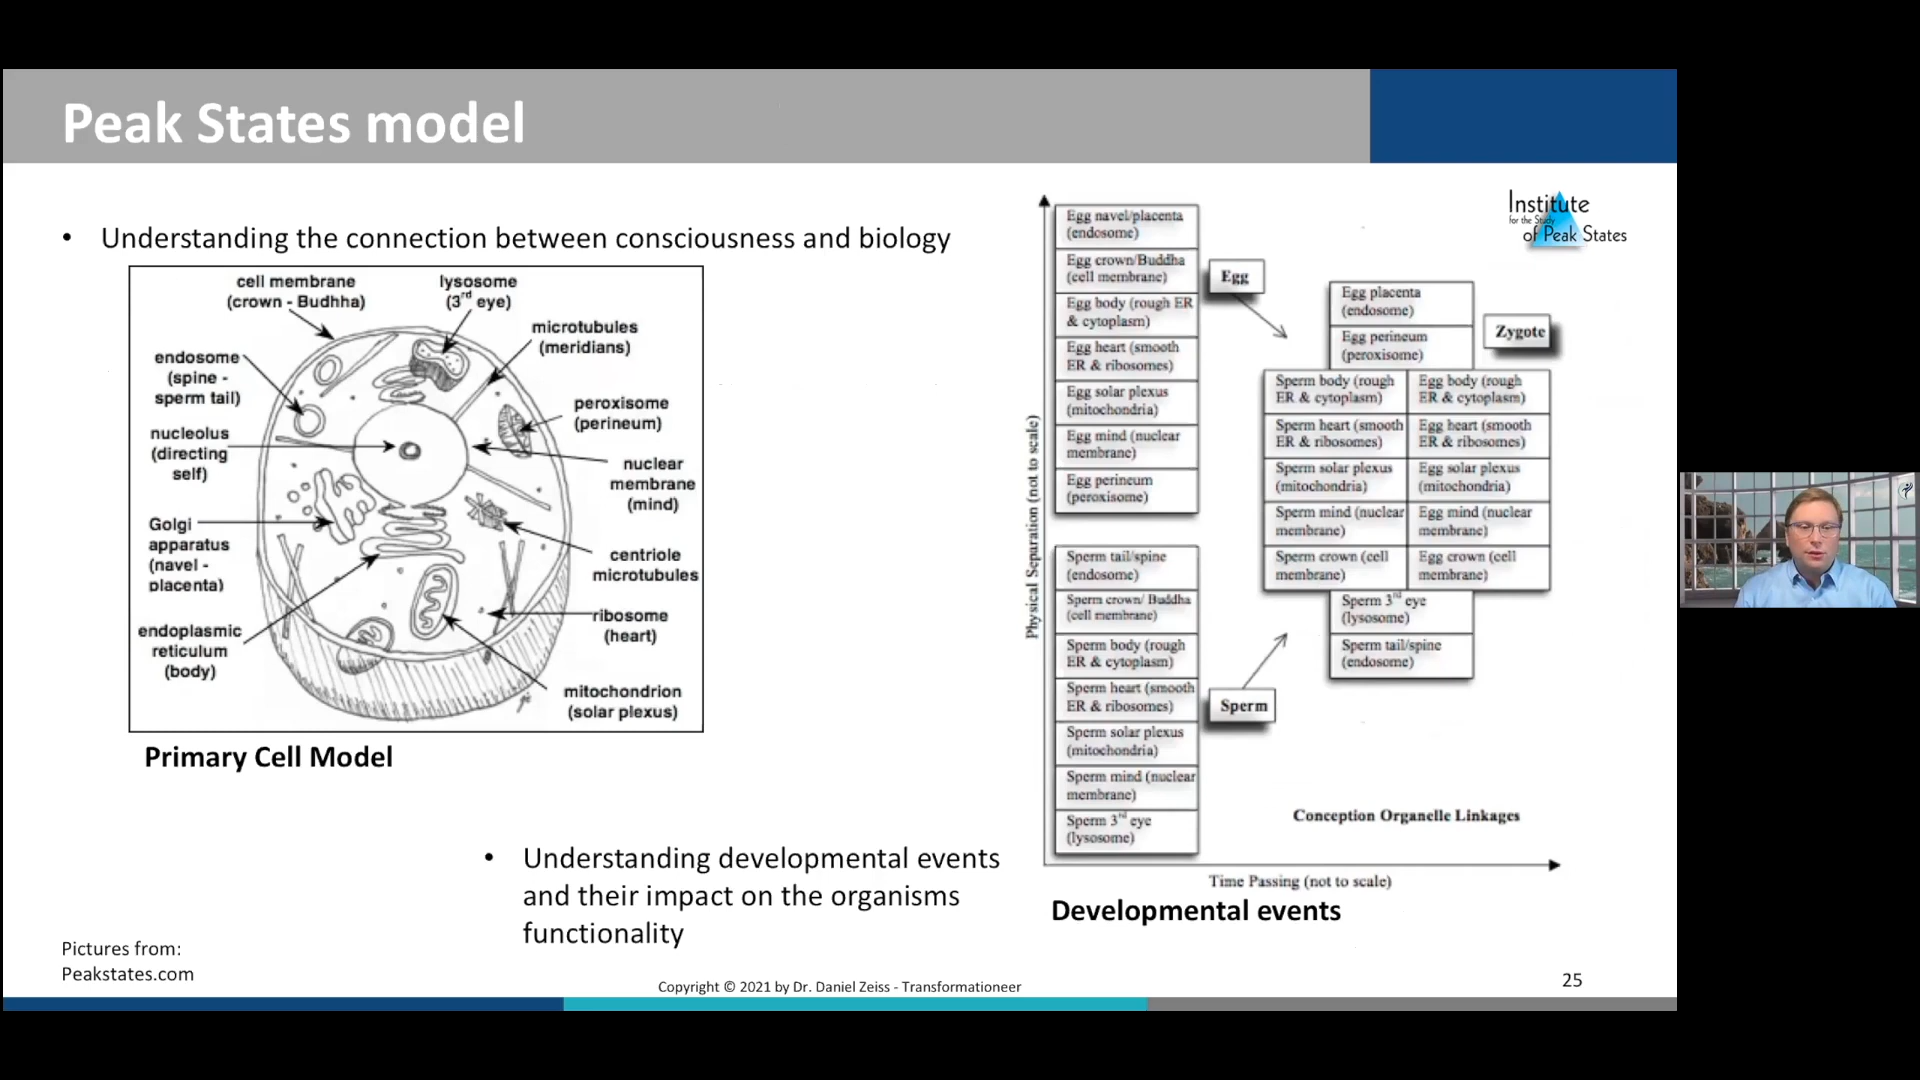 Peak States model
Institute
for the Study
of Peak States
• Understanding the connection between consciousness and biology
cell membrane
(crown - Budhha)
lysosome
(3rd eye)
microtubules
(meridians)
endosome
(spine -
sperm tail)
peroxisome
(perineum)
nucleolus
(directing
self)
nuclear
membrane
(mind)
Golgi
apparatus
(navel -
placenta)
centriole
microtubules
ribosome
(heart)
endoplasmic
reticulum
(body)
mitochondrion
(solar plexus)
Primary Cell Model
Physical Separation (not to scale)
Egg navel/placenta
(endosome)
Egg crown/Buddha
(cell membrane)
Egg body (rough ER
& cytoplasm)
Egg heart (smooth
ER & ribosomes)
Egg solar plexus
(mitochondria)
Egg mind (nuclear
membrane)
Egg perineum
(peroxisome)
Egg
Sperm tail/spine
(endosome)
Sperm crown/ Buddha
(cell membrane)
Sperm body (rough
ER & cytoplasm)
Sperm heart (smooth
ER & ribosomes)
Sperm solar plexus
(mitochondria)
Sperm mind (nuclear
membrane)
Sperm 3rd eye
(lysosome)
Sperm
Zygote
Egg placenta
(endosome)
Egg perineum
(peroxisome)
Sperm body (rough
ER & cytoplasm)
Egg body (rough
ER & cytoplasm)
Sperm heart (smooth
ER & ribosomes)
Egg heart (smooth
ER & ribosomes)
Sperm solar plexus
(mitochondria)
Egg solar plexus
(mitochondria)
Sperm mind (nuclear
membrane)
Egg mind (nuclear
membrane)
Sperm crown (cell
membrane)
Egg crown (cell
membrane)
Sperm 3rd eye
(lysosome)
Sperm tail/spine
(endosome)
Conception Organelle Linkages
Time Passing (not to scale)
Developmental events
• Understanding developmental events
and their impact on the organisms
functionality
Pictures from:
Peakstates.com
Copyright © 2021 by Dr. Daniel Zeiss - Transformationeer
25